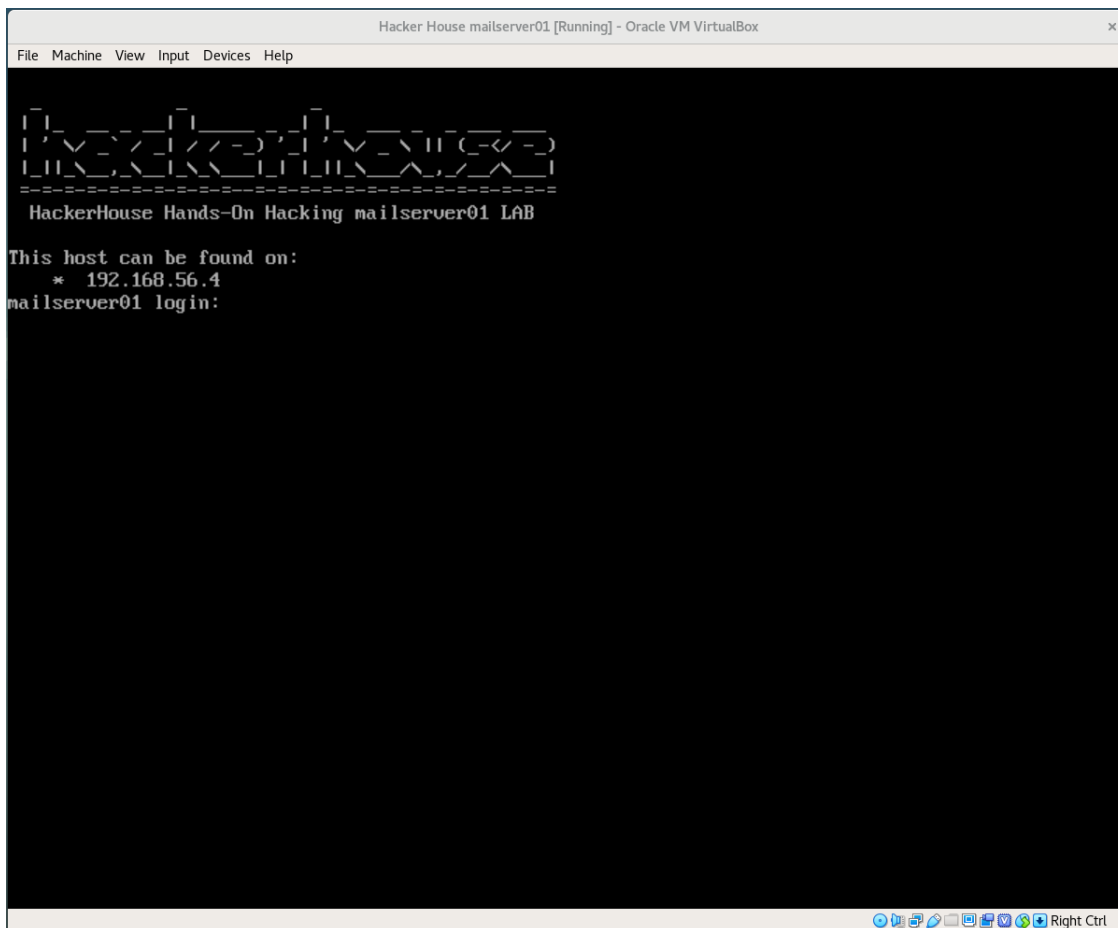 Hacker House mailserver01 [Running] - Oracle VM VirtualBox
File Machine View Input Devices Help
hackerhouse
=-=-=-=-=-=-=-=-=-=--=-=-=-=-=-=-=-=-=-=-=-=-=-=
HackerHouse Hands-On Hacking mailserver01 LAB
This host can be found on:
* 192.168.56.4
mailserver01 login:
Right Ctrl